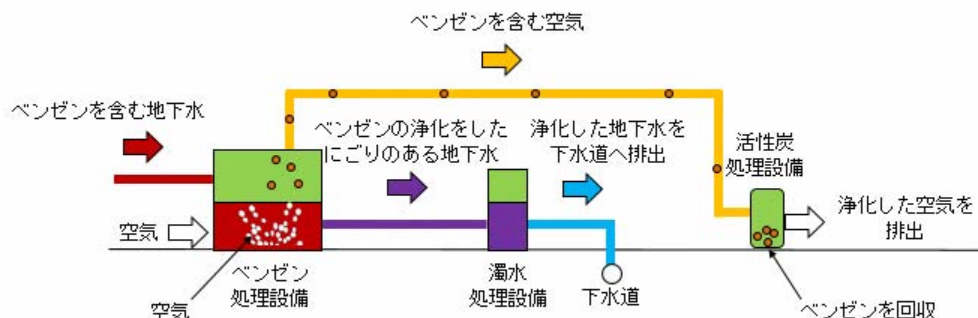 ベンゼンを含む空気
ベンゼンを含む地下水
ベンゼンの浄化をした
にごりのある地下水
浄化した地下水を
下水道へ排出
活性炭
処理設備
空気
浄化した空気を
排出
ベンゼン
処理設備
濁水
処理設備
下水道
空気
ベンゼンを回収